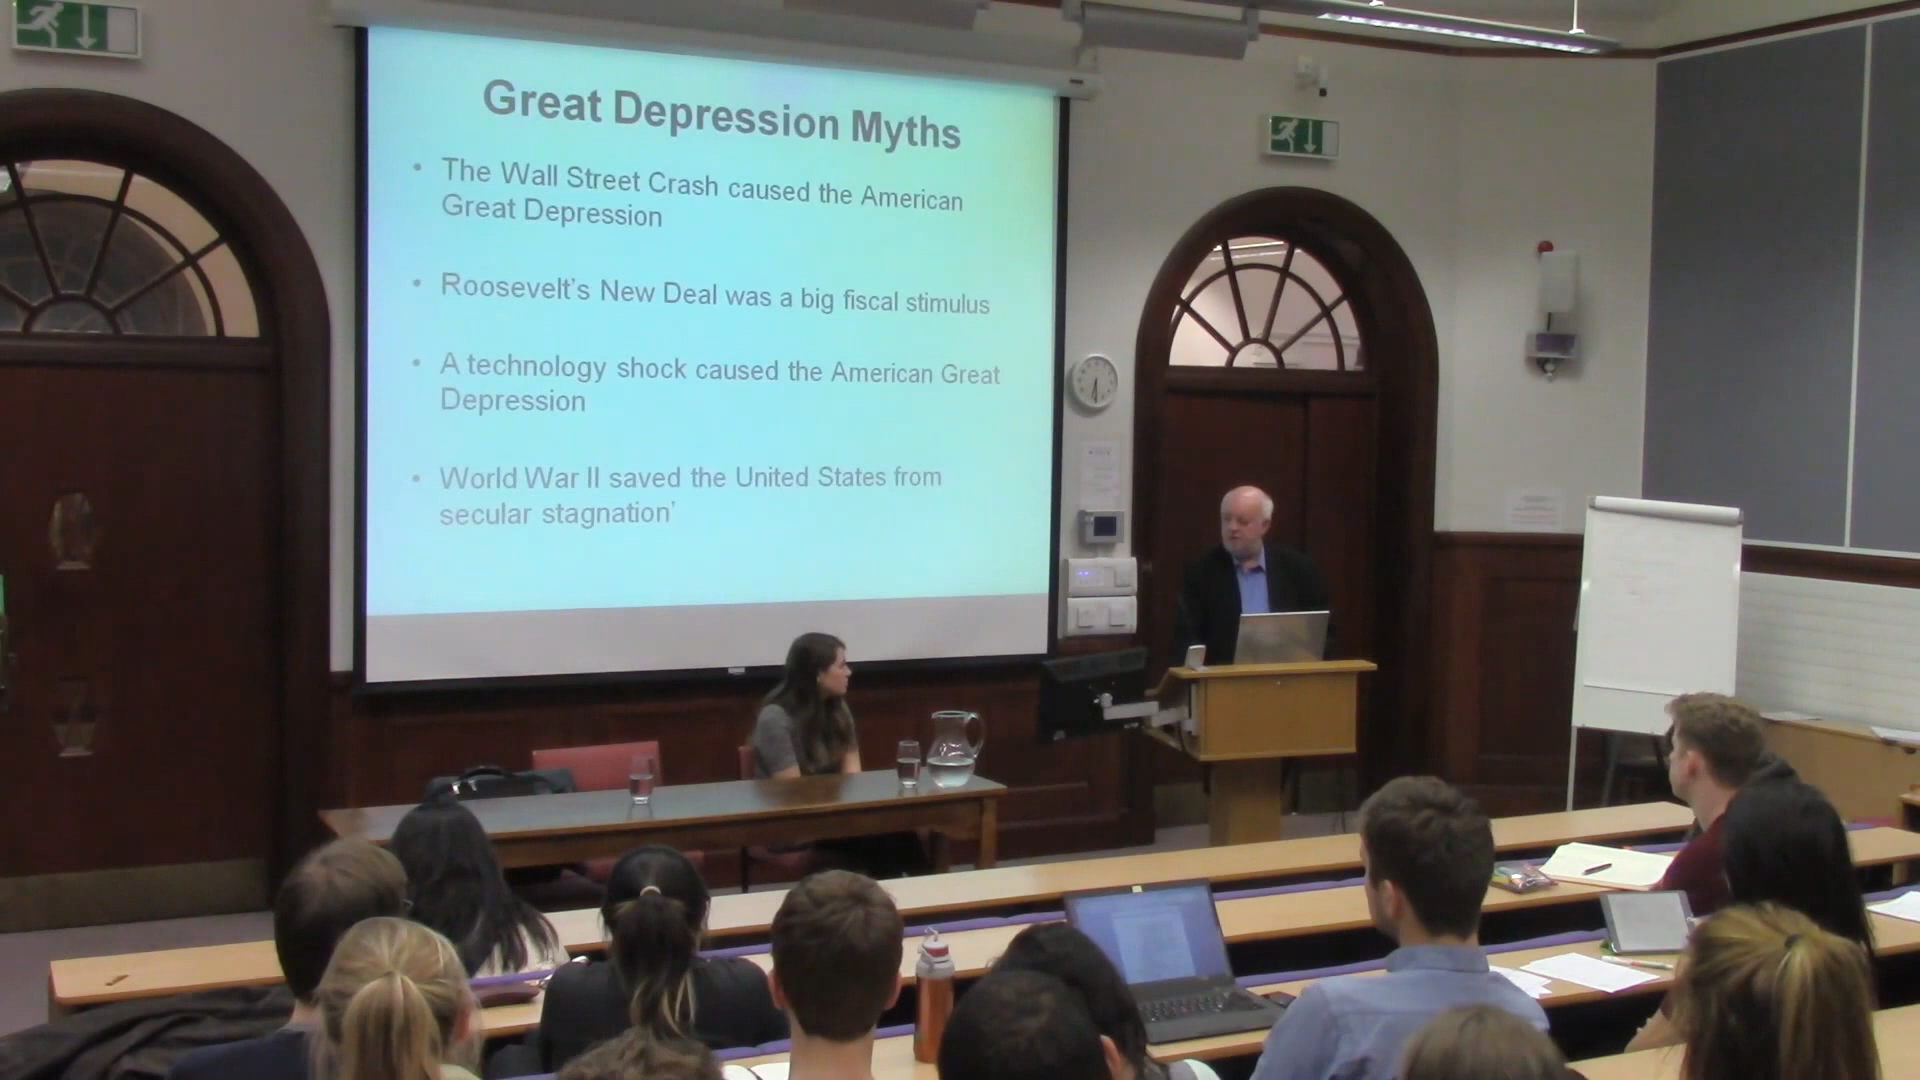 Great Depression Myths
• The Wall Street Crash caused the American
Great Depression
• Roosevelt's New Deal was a big fiscal stimulus
• A technology shock caused the American Great
Depression
• World War II saved the United States from
secular stagnation'